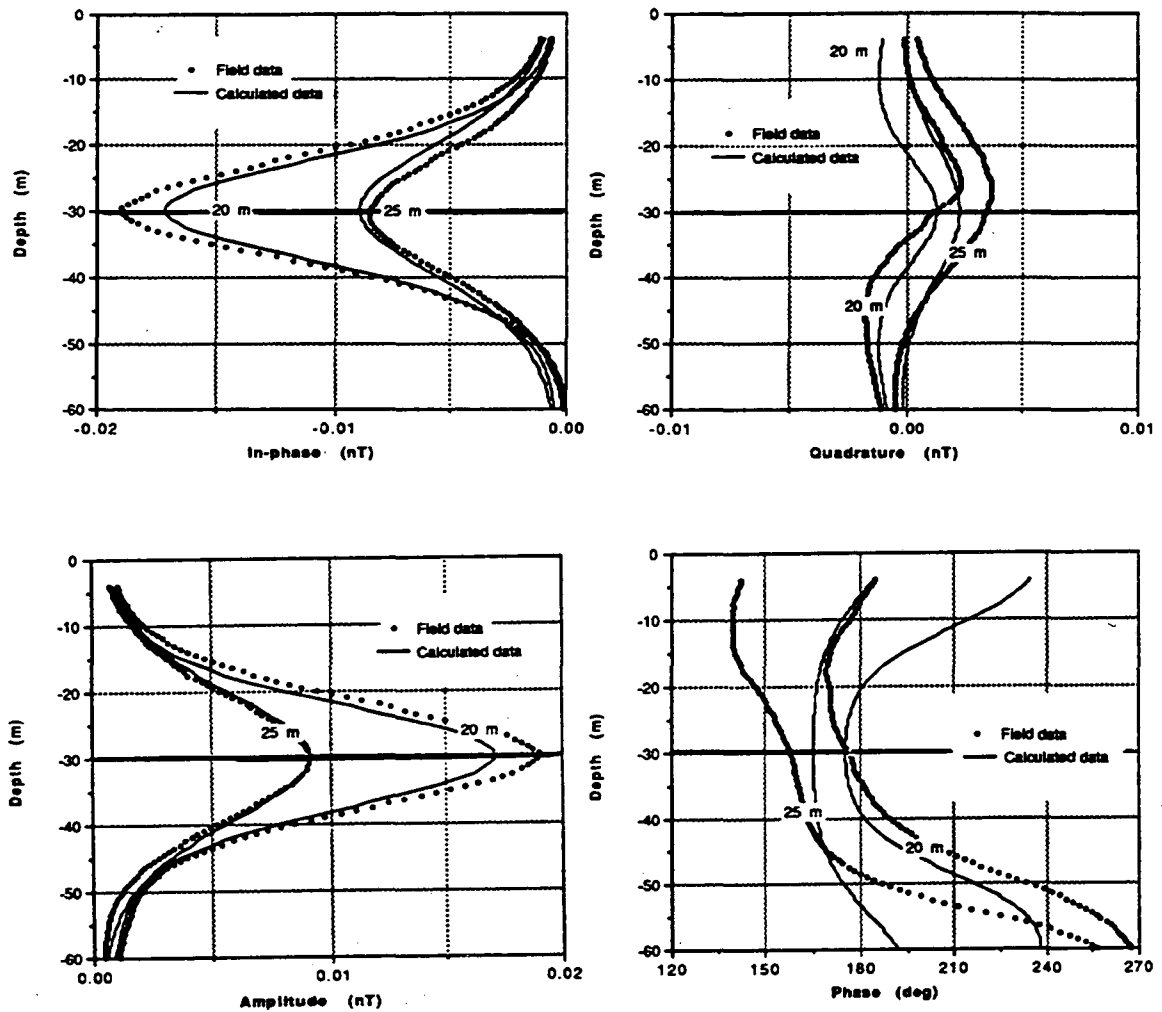 0
-10
-20
-30
-40
-50
-60
Depth (m)
Field data
Calculated data
20 m
25 m
-0.02
-0.01
0.00
In-phase (nT)
0
-10
-20
-30
-40
-50
-60
Depth (m)
20 m
Field data
Calculated data
25 m
20 m
-0.01
0.00
0.01
Quadrature (nT)
0
-10
-20
-30
-40
-50
-60
Depth (m)
Field data
Calculated data
25 m
20 m
0.00
0.01
0.02
Amplitude (nT)
0
-10
-20
-30
-40
-50
-60
Depth (m)
Field data
Calculated data
25 m
20 m
120
150
180
210
240
270
Phase (deg)